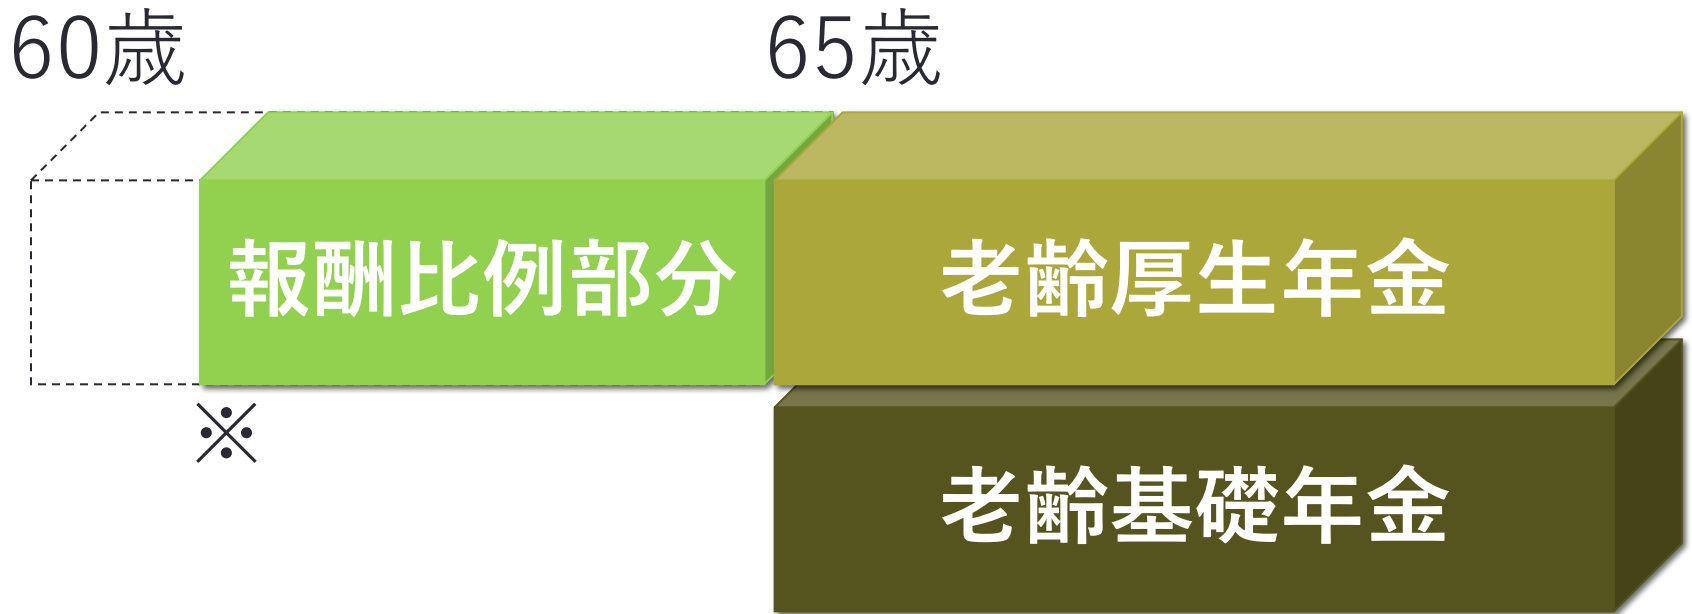 60歳
65歳
報酬比例部分
老齢厚生年金
※
老齢基礎年金